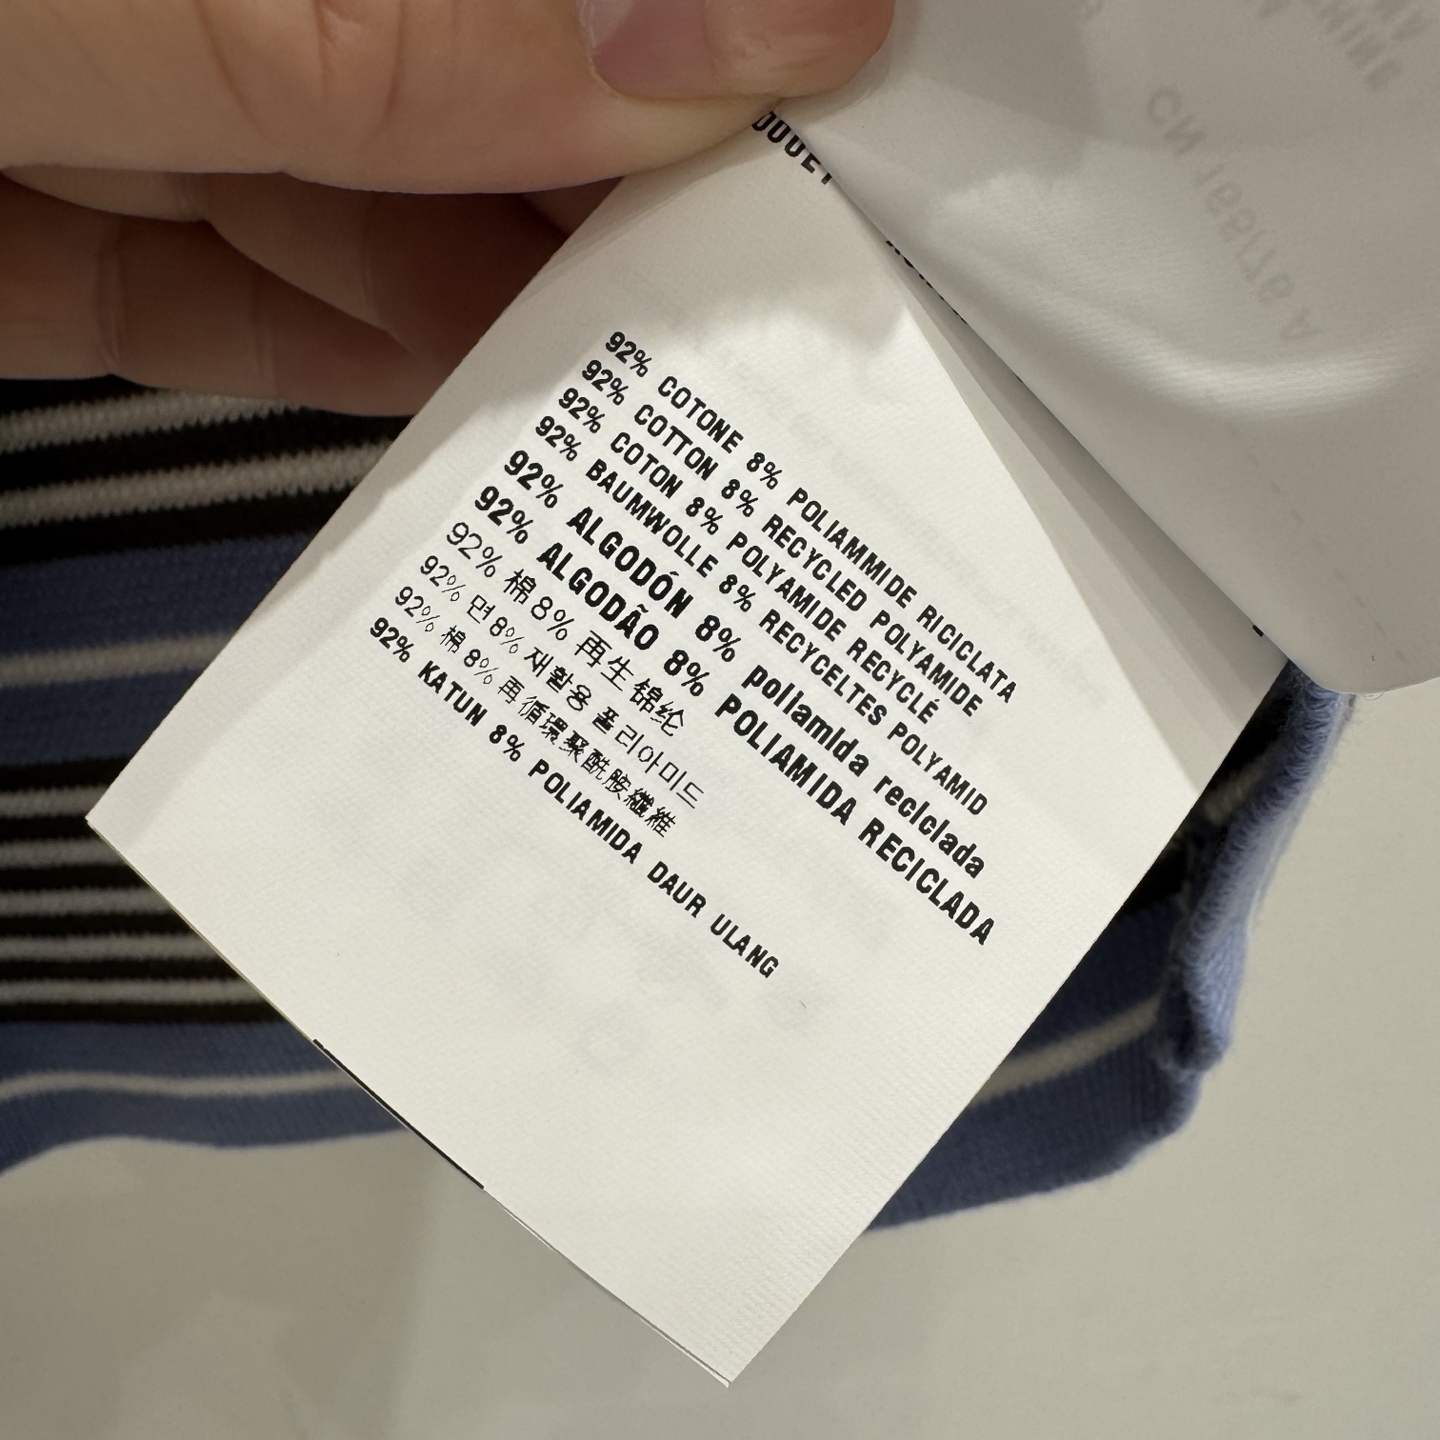 92% COTONE 8% POLIAMMIDE RICICLATA
92% COTTON 8% RECYCLED POLYAMIDE
92% COTON 8% POLYAMIDE RECYCLÉ
92% BAUMWOLLE 8% RECYCELTES POLYAMID
92% ALGODÓN 8% poliamida reciclada
92% ALGODÃO 8% POLIAMIDA RECICLADA
92% 棉 8% 再生锦纶
92% 면 8% 재활용 폴리아미드
92% 棉 8% 再循環聚酰胺纖維
92% KATUN 8% POLIAMIDA DAUR ULANG